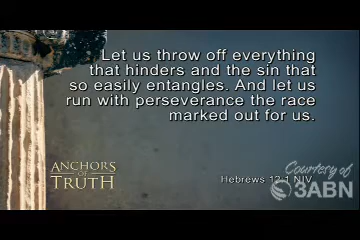 Let us throw off everything
that hinders and the sin that
so easily entangles. And let us
run with perseverance the race
marked out for us.
ANCHORS
OF
TRUTH
Hebrews 12:1 NIV
Courtesy of
3ABN